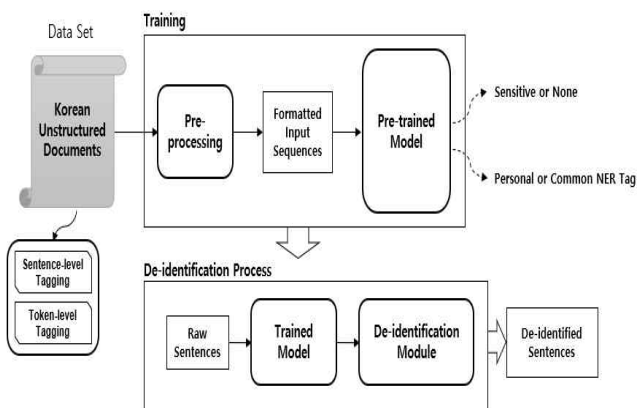 Training
Data Set
Korean
Unstructured
Documents
Pre-
processing
Formatted
Input
Sequences
Pre-trained
Model
Sensitive or None
Personal or Common NER Tag
Sentence-level
Tagging
Token-level
Tagging
De-identification Process
Raw
Sentences
Trained
Model
De-identification
Module
De-identified
Sentences